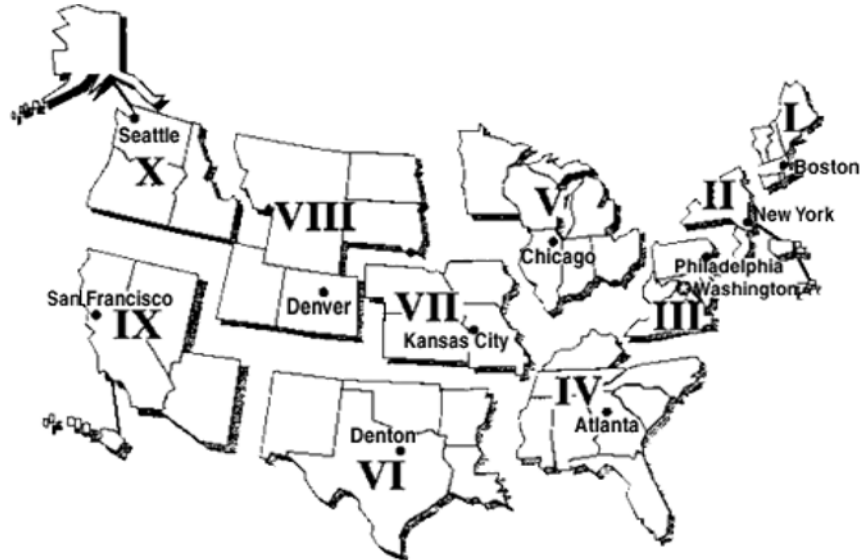 Seattle
X
VIII
V
I.
Boston
II
New York
Chicago
Philadelphia
Washington
San Francisco
IX
Denver
VII
Kansas City
III
IV
Atlanta
Denton
VI